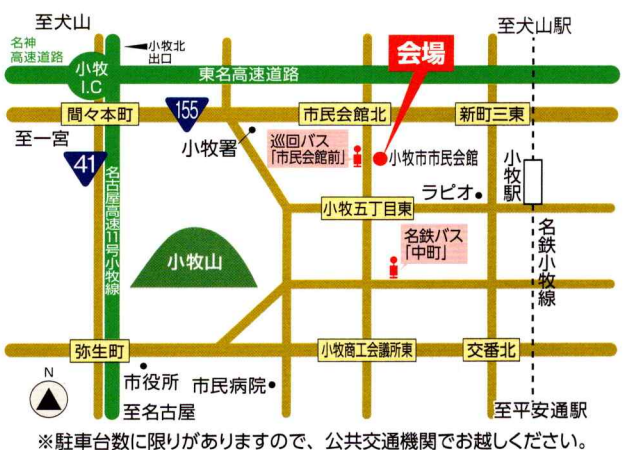 至犬山
至犬山駅
名神
高速道路
小牧北
出口
会場
小牧
I.C
東名高速道路
間々本町
155
市民会館北
新町三東
至一宮
小牧署
巡回バス
「市民会館前」
小牧市市民会館
41
小牧駅
ラピオ
小牧五丁目東
名古屋高速11号小牧線
名鉄バス
「中町」
名鉄小牧線
小牧山
弥生町
小牧商工会議所東
交番北
N
市役所
市民病院
至名古屋
至平安通駅
※駐車台数に限りがありますので、公共交通機関でお越しください。